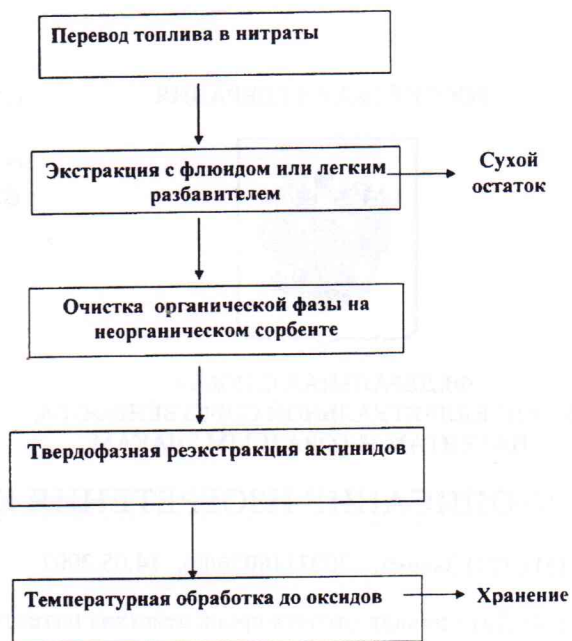 Перевод топлива в нитраты
Экстракция с флюидом или легким
разбавителем
Сухой
остаток
Очистка органической фазы на
неорганическом сорбенте
Твердофазная реэкстракция актинидов
Температурная обработка до оксидов
Хранение